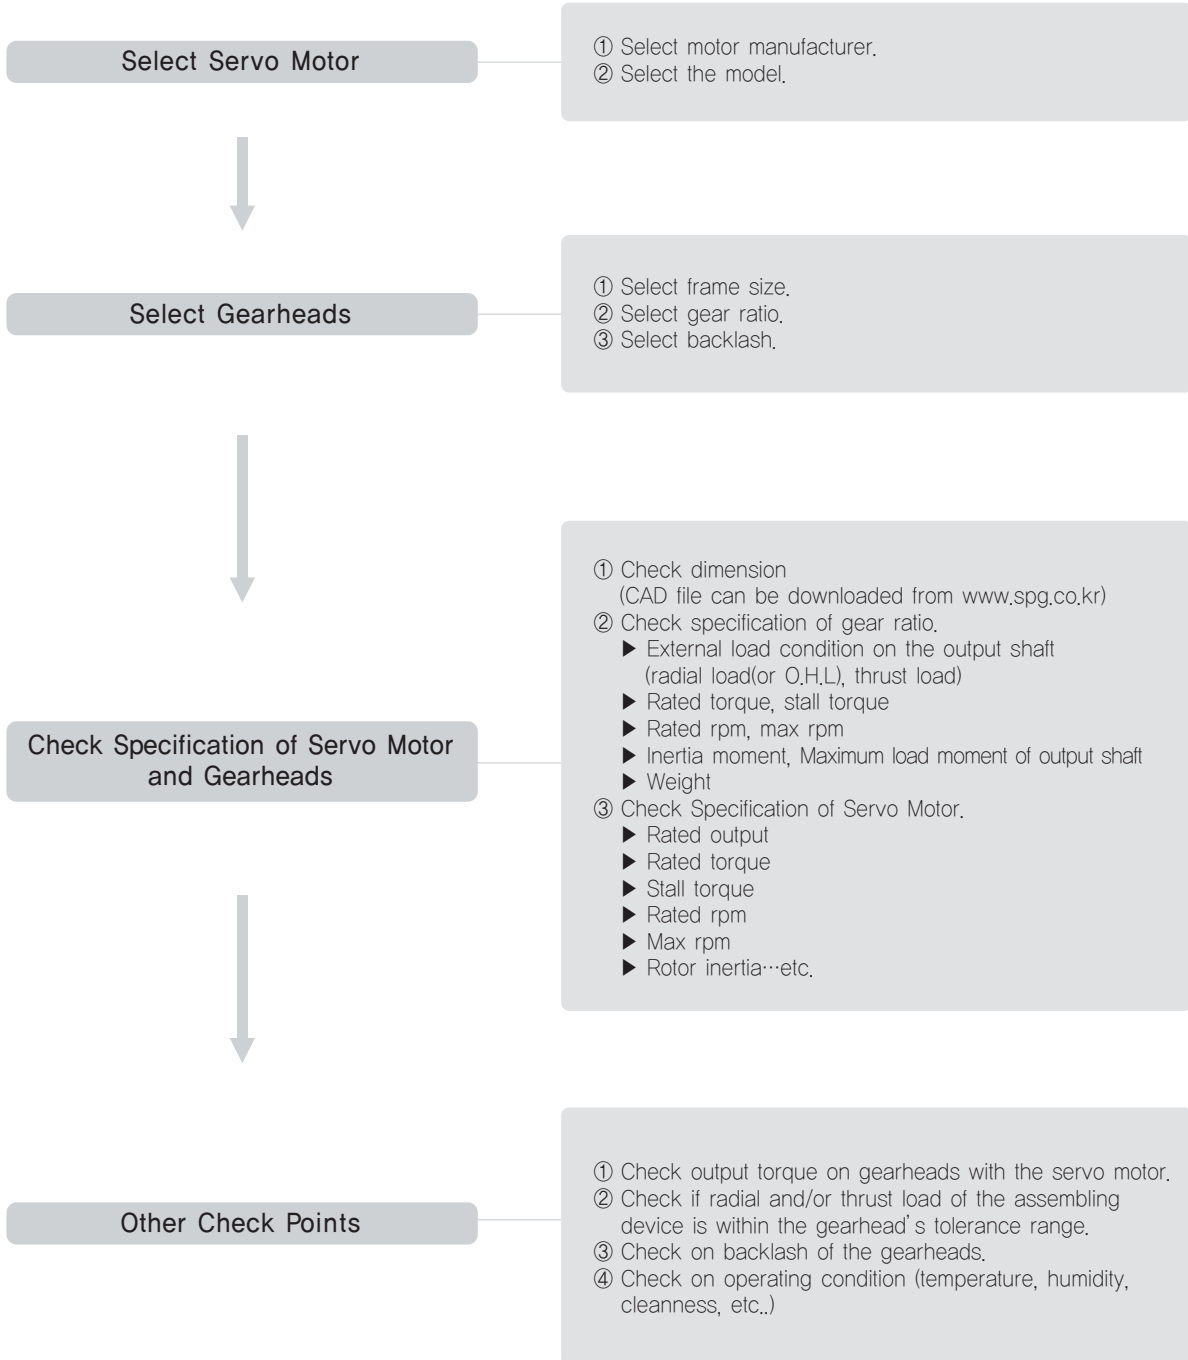 Select Servo Motor
① Select motor manufacturer.
② Select the model.
Select Gearheads
① Select frame size.
② Select gear ratio.
③ Select backlash.
Check Specification of Servo Motor
and Gearheads
① Check dimension
(CAD file can be downloaded from www.spg.co.kr)
② Check specification of gear ratio.
▶ External load condition on the output shaft
(radial load(or O.H.L), thrust load)
▶ Rated torque, stall torque
▶ Rated rpm, max rpm
▶ Inertia moment, Maximum load moment of output shaft
▶ Weight
③ Check Specification of Servo Motor.
▶ Rated output
▶ Rated torque
▶ Stall torque
▶ Rated rpm
▶ Max rpm
▶ Rotor inertia…etc.
Other Check Points
① Check output torque on gearheads with the servo motor.
② Check if radial and/or thrust load of the assembling
device is within the gearhead's tolerance range.
③ Check on backlash of the gearheads.
④ Check on operating condition (temperature, humidity,
cleanness, etc..)